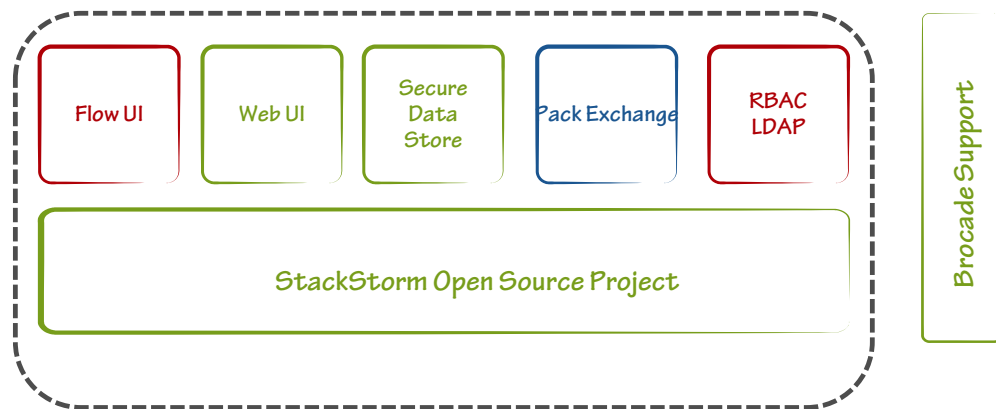 Flow UI
Web UI
Secure
Data
Store
Pack Exchange
RBAC
LDAP
StackStorm Open Source Project
Brocade Support